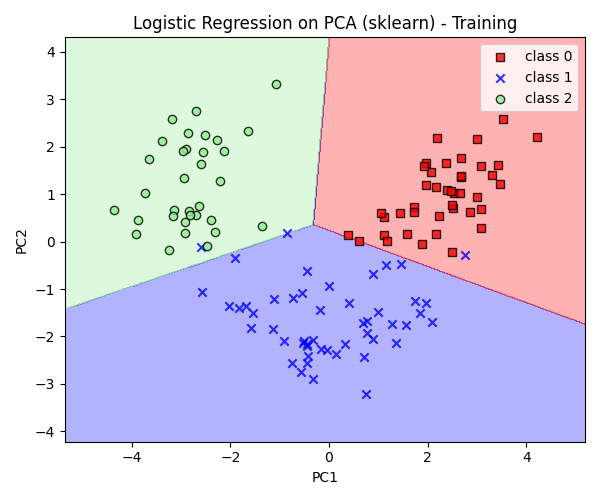 Logistic Regression on PCA (sklearn) - Training
4
3
2
1
0
−1
−2
−3
−4
PC2
class 0
class 1
class 2
−4
−2
0
2
4
PC1